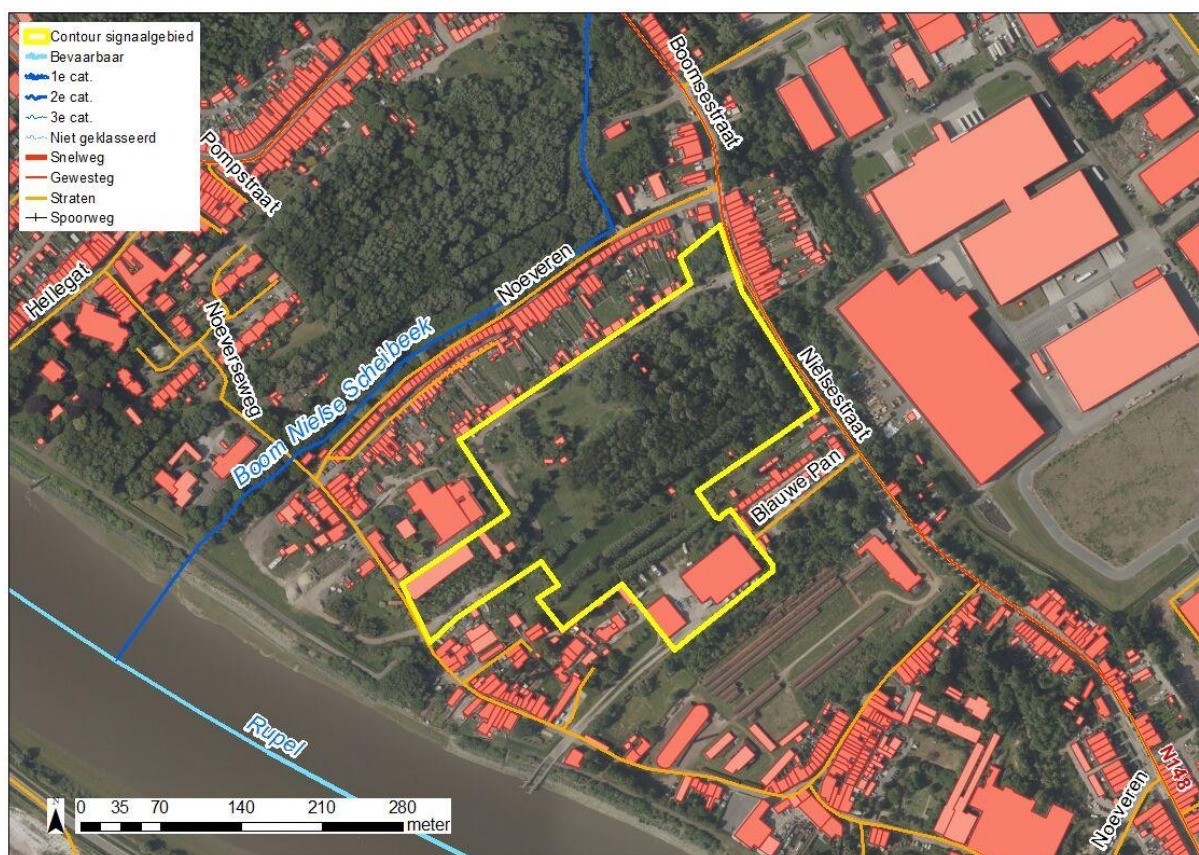 Contour signaalgebied
Bevaarbaar
1e cat.
2e cat.
3e cat.
Niet geklasseerd
Snelweg
Gewesteg
Straten
Spoorweg
Boomsestraat
Pompstraat
Hellegat
Noeveren
Noeverseweg
Boom Nielse Scheibeek
Nielsestraat
Blauwe Pan
Rupel
N148
Noeveren
N
0 35 70 140 210 280
meter